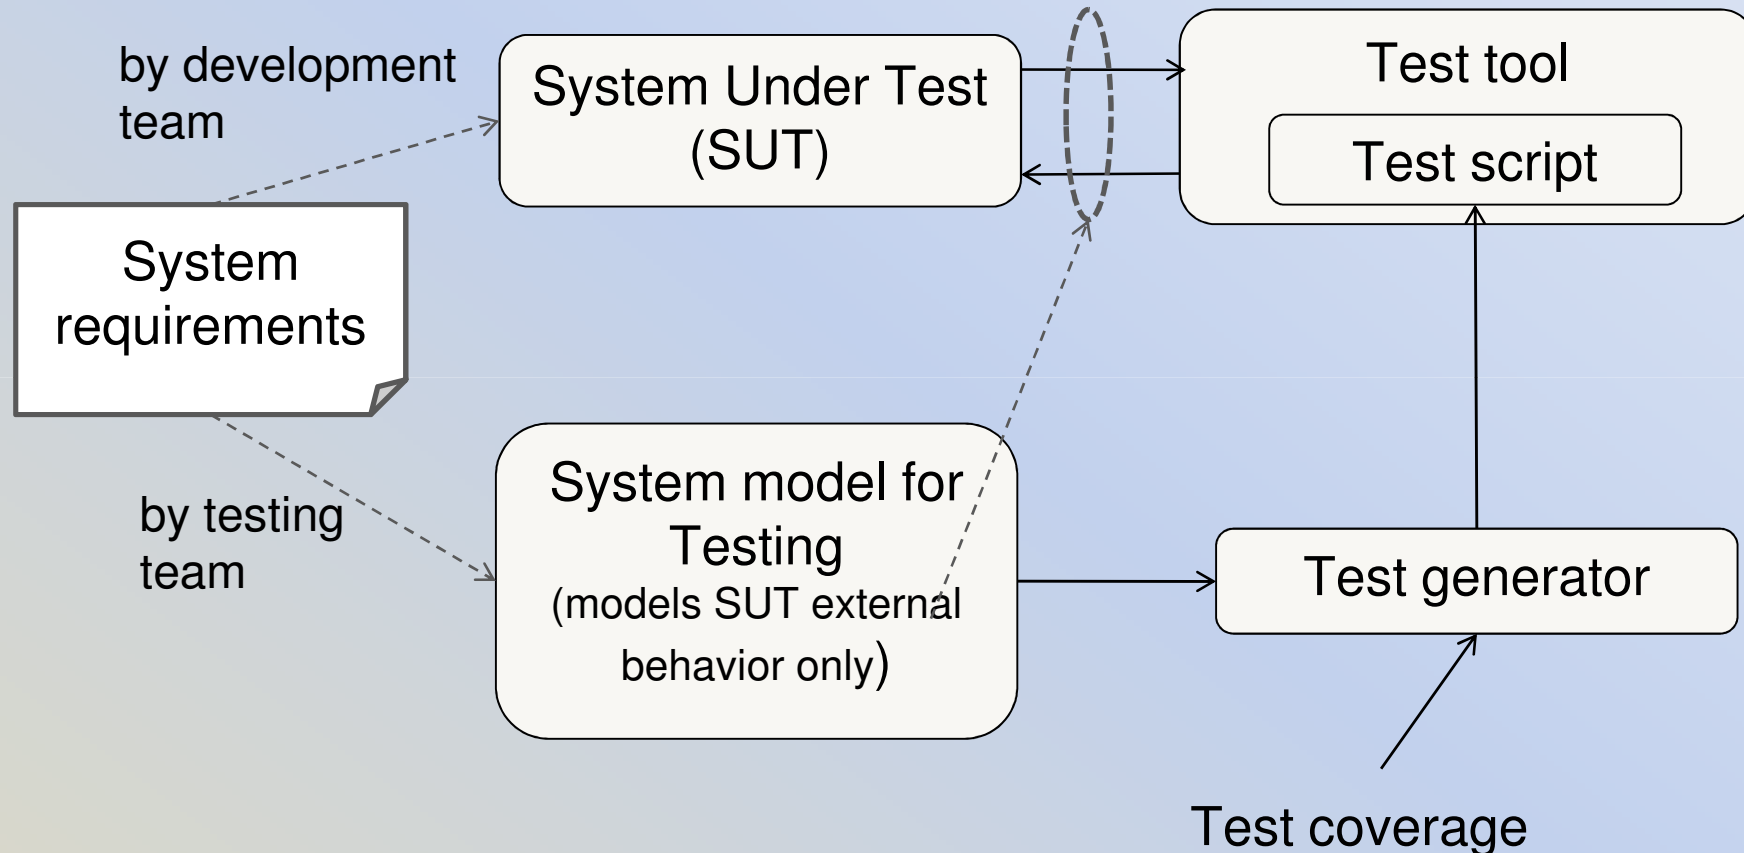 by development
team
System Under Test
(SUT)
Test tool
Test script
System
requirements
by testing
team
System model for
Testing
(models SUT external
behavior only)
Test generator
Test coverage